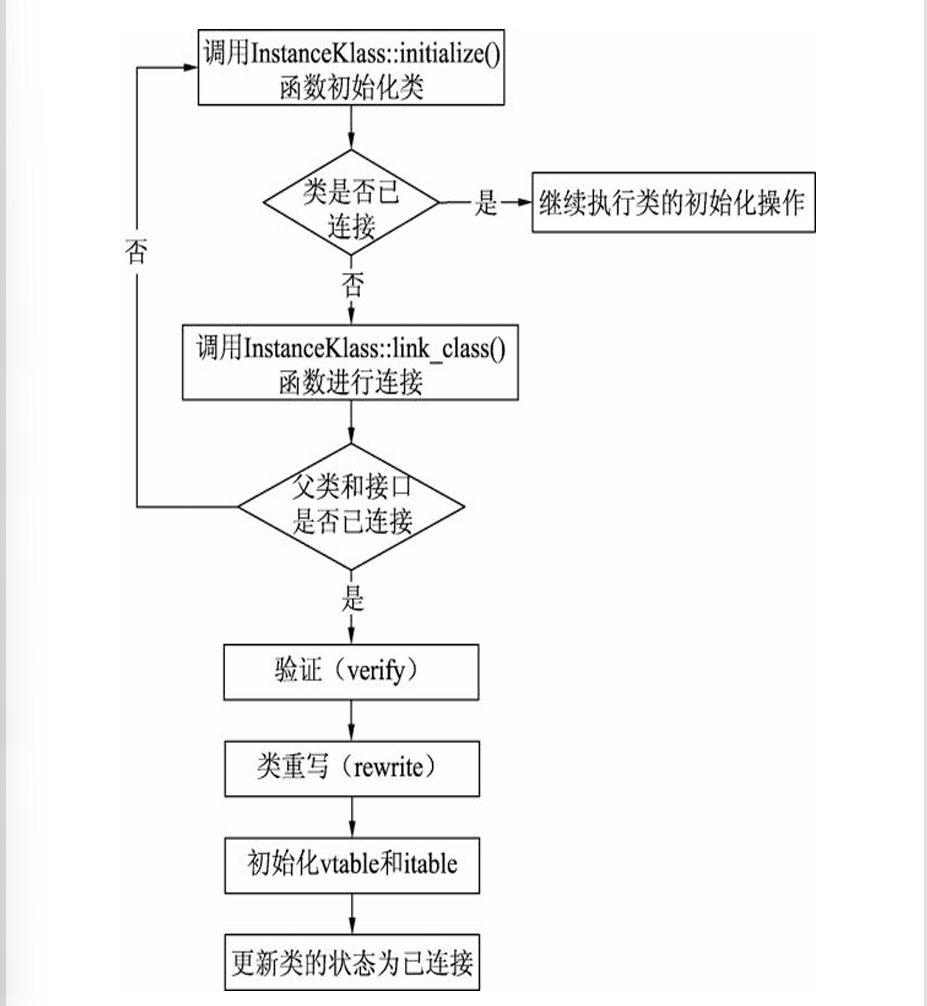 调用InstanceKlass::initialize()
函数初始化类
类是否已
连接
是
继续执行类的初始化操作
否
否
调用InstanceKlass::link_class()
函数进行连接
父类和接口
是否已连接
是
验证（verify）
类重写（rewrite）
初始化vtable和itable
更新类的状态为已连接